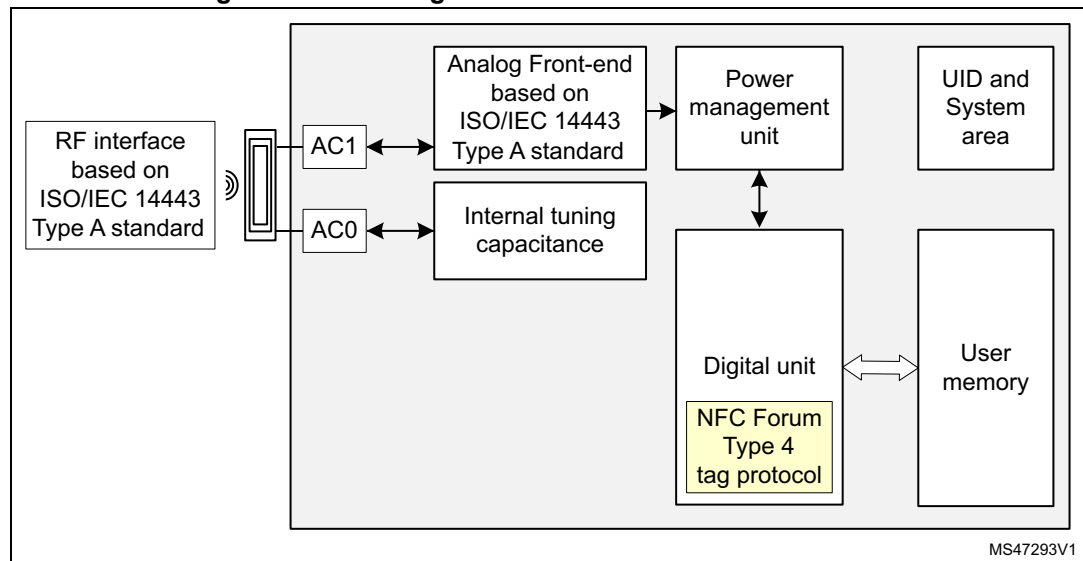 RF interface
based on
ISO/IEC 14443
Type A standard
AC1
AC0
Analog Front-end
based on
ISO/IEC 14443
Type A standard
Internal tuning
capacitance
Power
management
unit
UID and
System
area
Digital unit
NFC Forum
Type 4
tag protocol
User
memory
MS47293V1